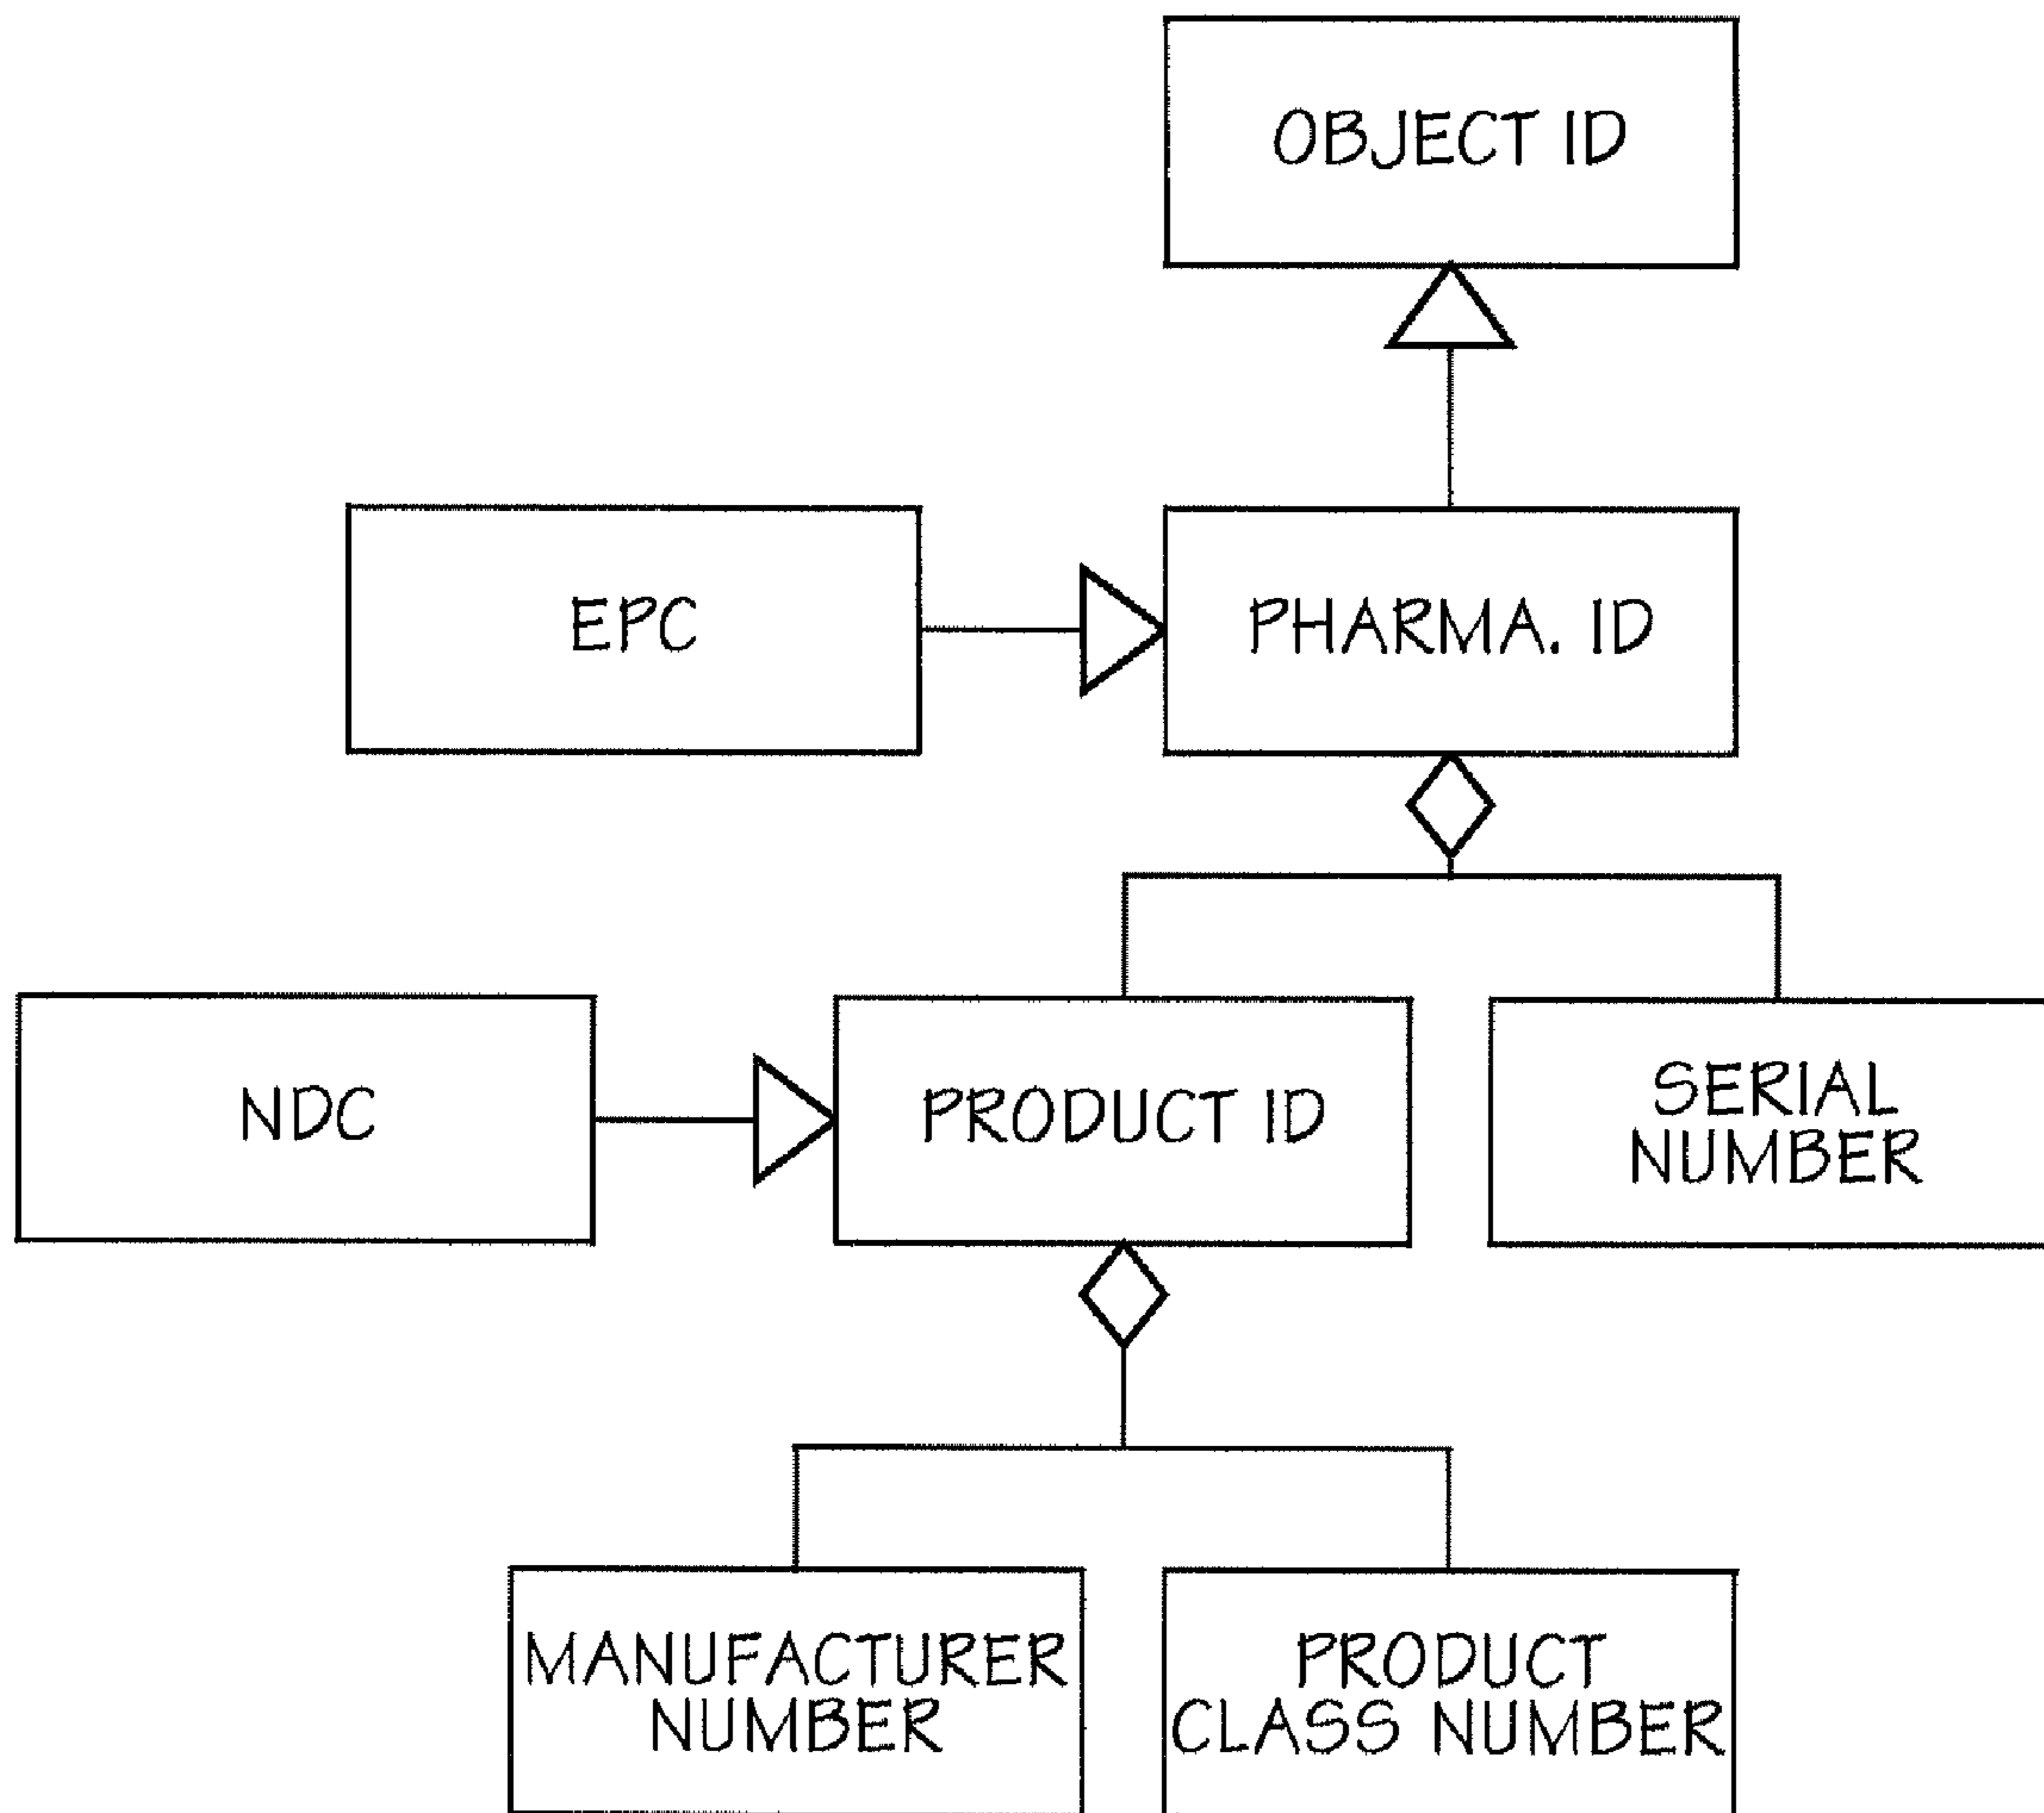 OBJECT ID
EPC
PHARMA. ID
NDC
PRODUCT ID
SERIAL
NUMBER
MANUFACTURER
NUMBER
PRODUCT
CLASS NUMBER